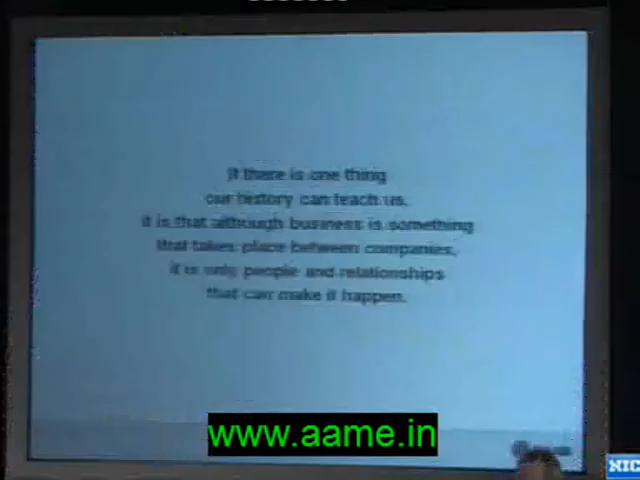 If there is one thing
our history can teach us,
it is that although business is something
that takes place between companies,
it is only people and relationships
that can make it happen.
www.aame.in
NIC